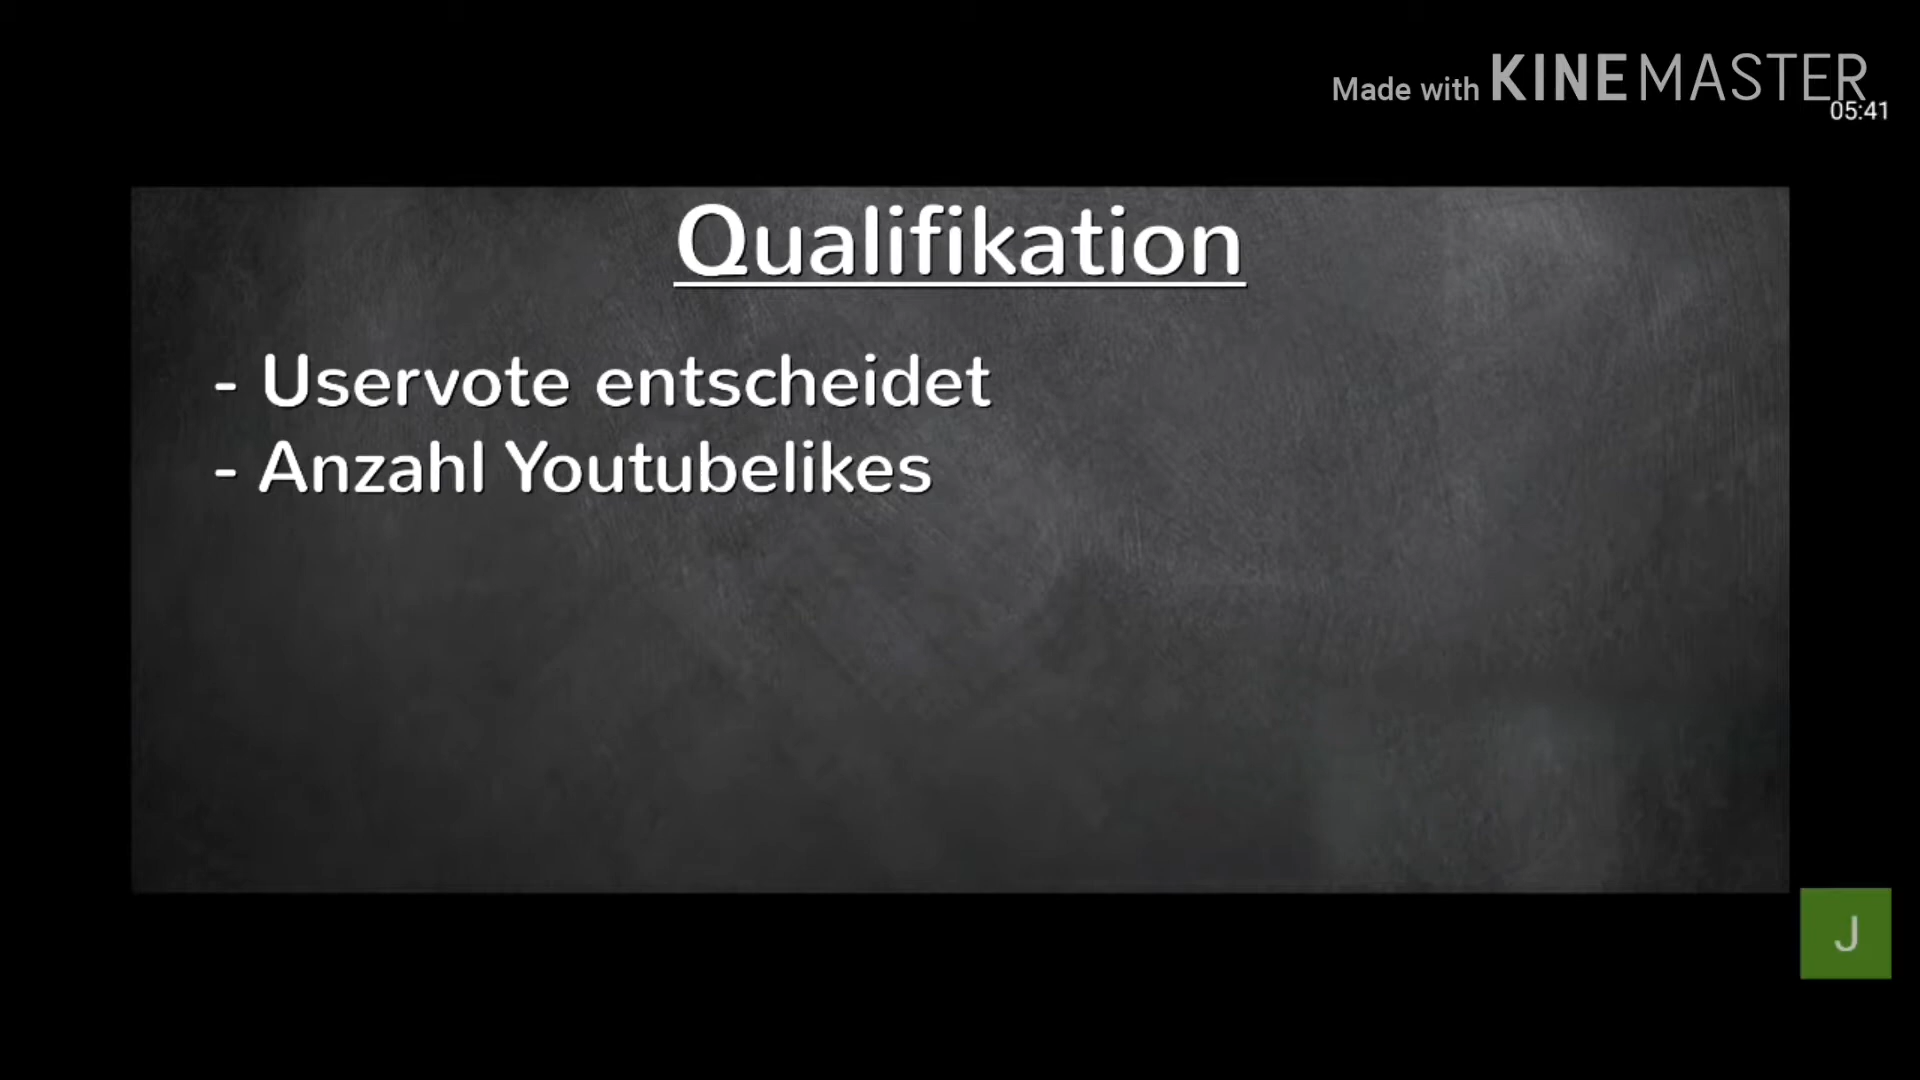 Made with KINEMASTER
05:41
Qualifikation
- Uservote entscheidet
- Anzahl Youtubelikes
J